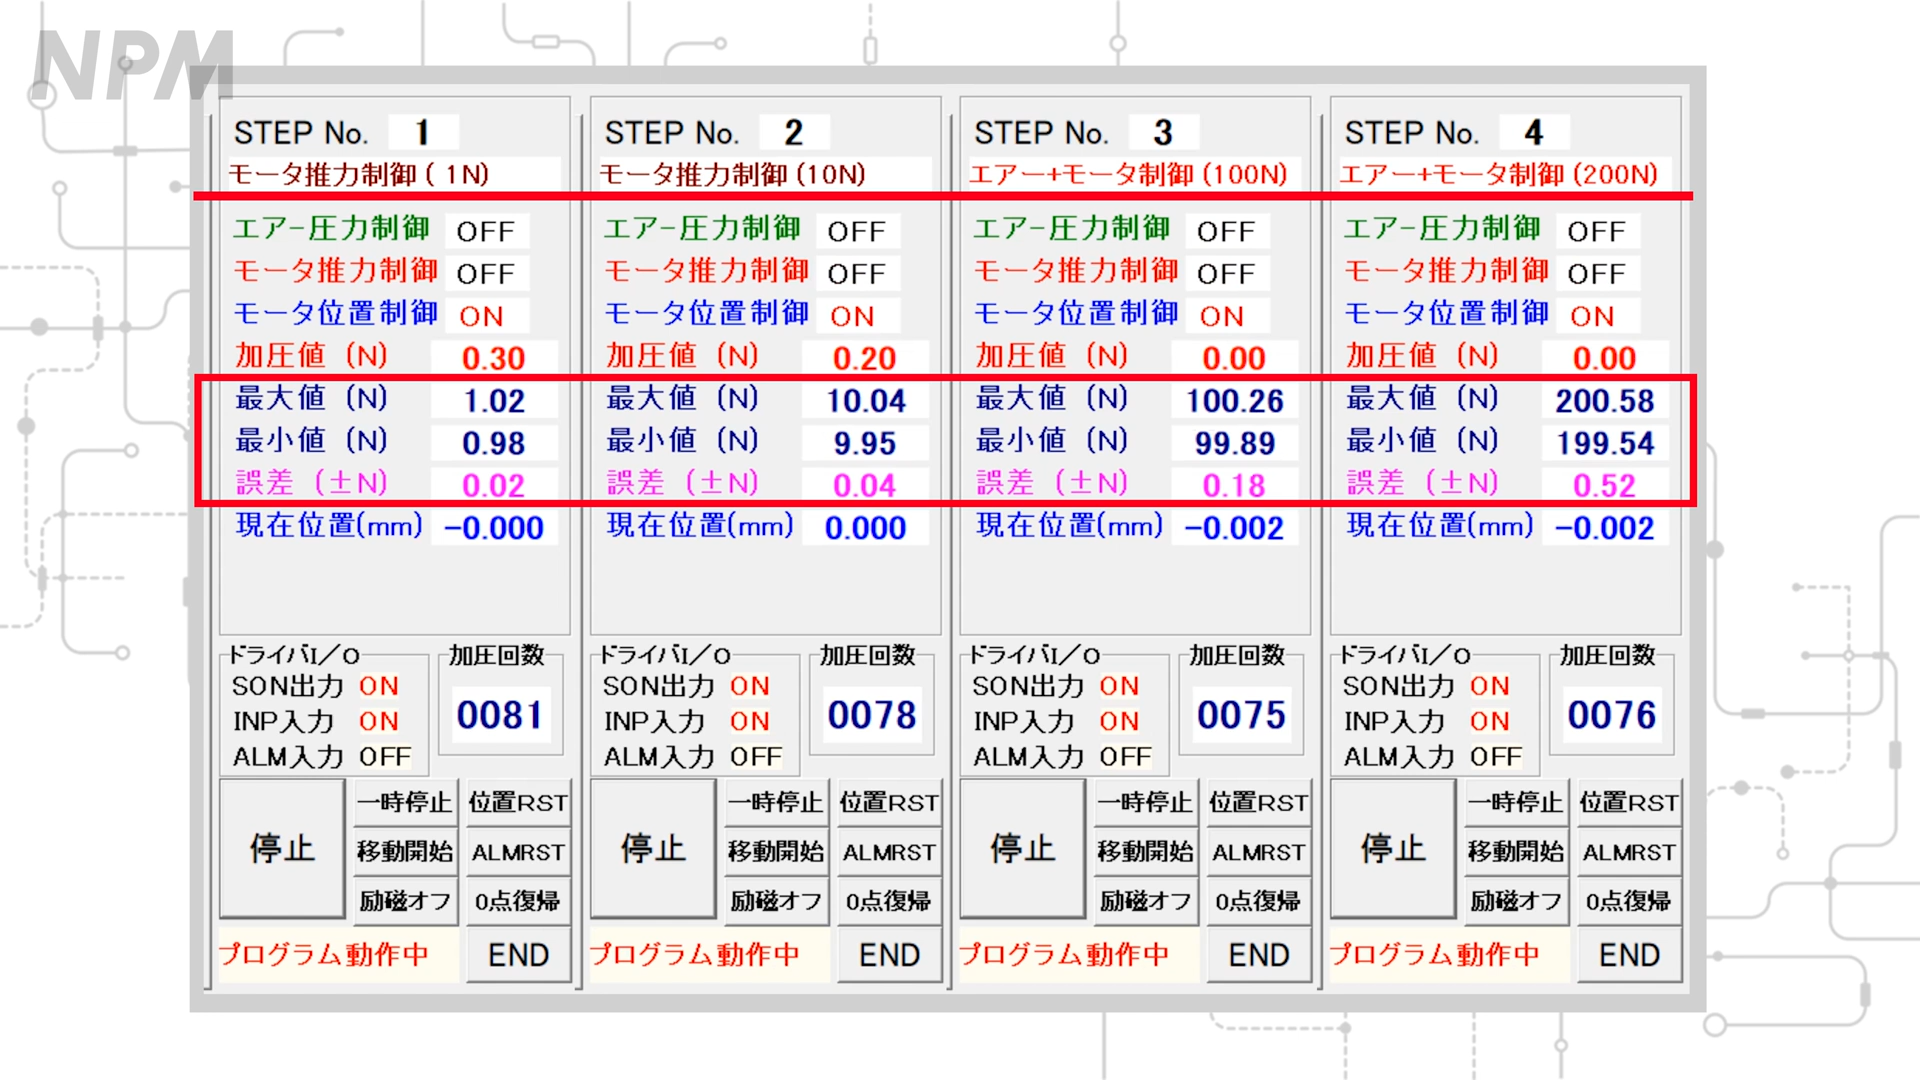 NPM
STEP No. 1
モータ推力制御 ( 1N)
エアー圧力制御 OFF
モータ推力制御 OFF
モータ位置制御 ON
加圧値 (N) 0.30
最大値 (N) 1.02
最小値 (N) 0.98
誤差 (±N) 0.02
現在位置(mm) -0.000
ドライバI/O
SON出力 ON
INP入力 ON
ALM入力 OFF
加圧回数
0081
停止
一時停止
位置RST
移動開始
ALMRST
励磁オフ
0点復帰
プログラム動作中
END
STEP No. 2
モータ推力制御 (10N)
エアー圧力制御 OFF
モータ推力制御 OFF
モータ位置制御 ON
加圧値 (N) 0.20
最大値 (N) 10.04
最小値 (N) 9.95
誤差 (±N) 0.04
現在位置(mm) 0.000
ドライバI/O
SON出力 ON
INP入力 ON
ALM入力 OFF
加圧回数
0078
停止
一時停止
位置RST
移動開始
ALMRST
励磁オフ
0点復帰
プログラム動作中
END
STEP No. 3
エアー+モータ制御 (100N)
エアー圧力制御 OFF
モータ推力制御 OFF
モータ位置制御 ON
加圧値 (N) 0.00
最大値 (N) 100.26
最小値 (N) 99.89
誤差 (±N) 0.18
現在位置(mm) -0.002
ドライバI/O
SON出力 ON
INP入力 ON
ALM入力 OFF
加圧回数
0075
停止
一時停止
位置RST
移動開始
ALMRST
励磁オフ
0点復帰
プログラム動作中
END
STEP No. 4
エアー+モータ制御 (200N)
エアー圧力制御 OFF
モータ推力制御 OFF
モータ位置制御 ON
加圧値 (N) 0.00
最大値 (N) 200.58
最小値 (N) 199.54
誤差 (±N) 0.52
現在位置(mm) -0.002
ドライバI/O
SON出力 ON
INP入力 ON
ALM入力 OFF
加圧回数
0076
停止
一時停止
位置RST
移動開始
ALMRST
励磁オフ
0点復帰
プログラム動作中
END